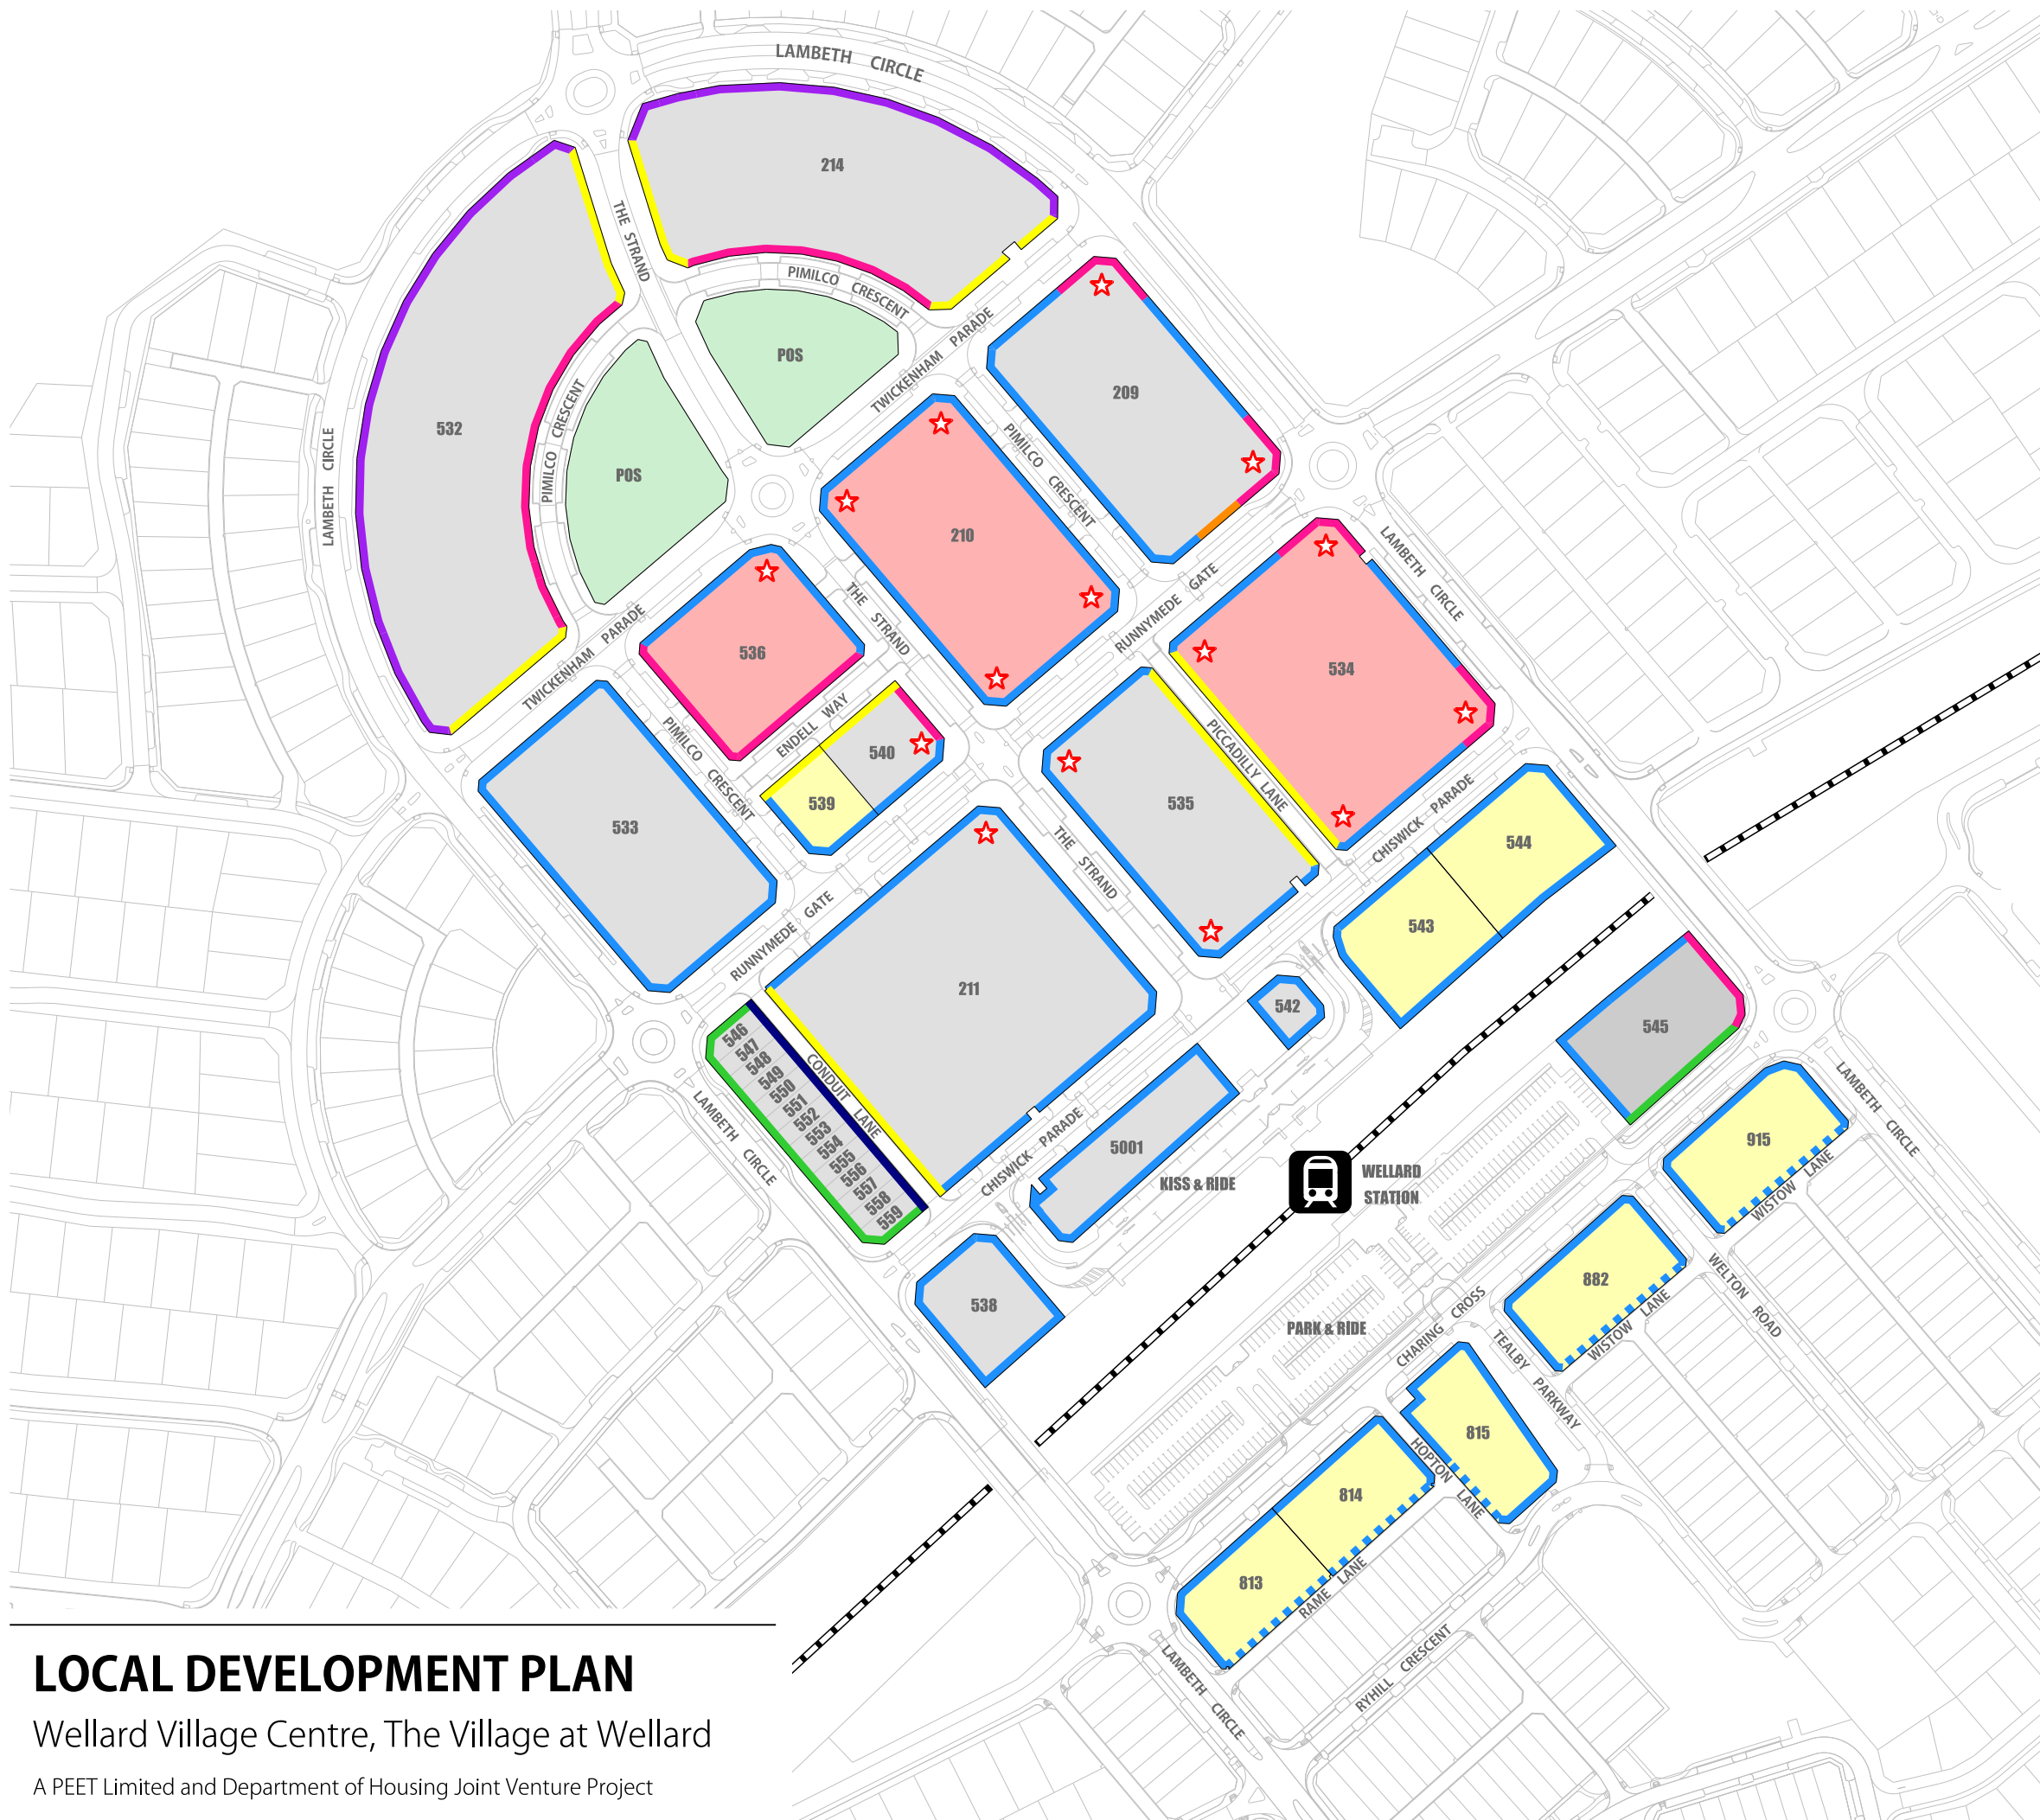 LAMBETH CIRCLE
214
THE STRAND
PIMILCO CRESCENT
POS
TWICKENHAM PARADE
209
532
LAMBETH CIRCLE
PIMILCO CRESCENT
POS
210
PIMILCO CRESCENT
RUNNYMEDE GATE
LAMBETH CIRCLE
534
TWICKENHAM PARADE
536
THE STRAND
ENDELL WAY
540
539
PIMILCO CRESCENT
533
535
PICCADILLY LANE
CHISWICK PARADE
544
543
THE STRAND
RUNNYMEDE GATE
211
542
545
546
547
548
549
550
551
552
553
554
555
556
557
558
559
CONDUIT LANE
LAMBETH CIRCLE
CHISWICK PARADE
5001
KISS & RIDE
WELLARD
STATION
915
WISTOW LANE
LAMBETH CIRCLE
538
PARK & RIDE
CHARING CROSS
882
WISTOW LANE
WELTON ROAD
TEALBY PARKWAY
815
HOPTON LANE
814
813
RAME LANE
RYHILL CRESCENT
LAMBETH CIRCLE
LOCAL DEVELOPMENT PLAN
Wellard Village Centre, The Village at Wellard
A PEET Limited and Department of Housing Joint Venture Project